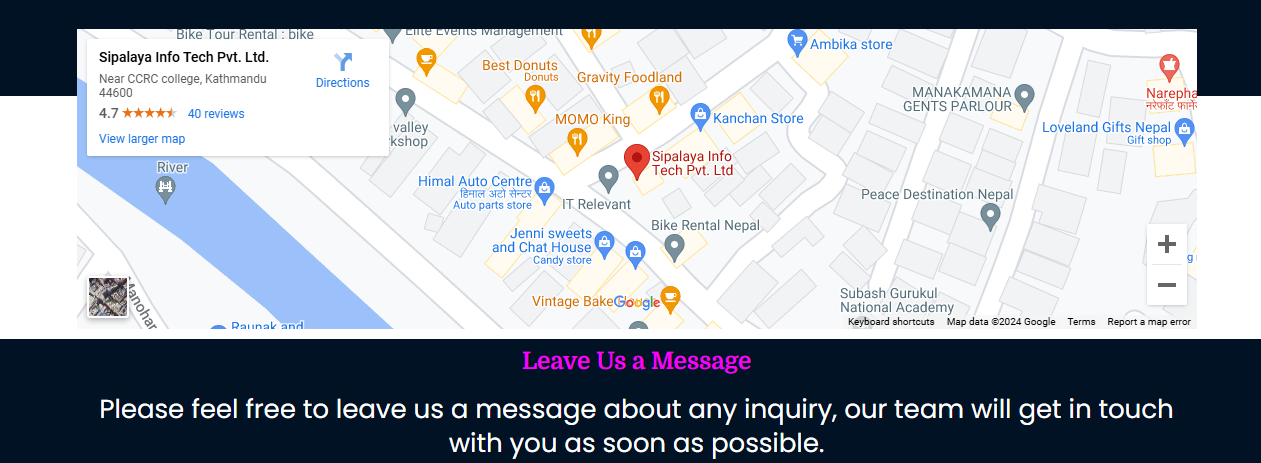 Bike Tour Rental : bike
Elite Events Management
Sipalaya Info Tech Pvt. Ltd.
Near CCRC college, Kathmandu
44600
4.7
40 reviews
View larger map
Directions
Best Donuts
Donuts
Gravity Foodland
Ambika store
MOMO King
Kanchan Store
MANAKAMANA
GENTS PARLOUR
Narepha
नरेफाँट फार्मे
Loveland Gifts Nepal
Gift shop
valley
kshop
Sipalaya Info
Tech Pvt. Ltd
River
Himal Auto Centre
हिमाल अटो सेन्टर
Auto parts store
IT Relevant
Peace Destination Nepal
Bike Rental Nepal
Jenni sweets
and Chat House
Candy store
Vintage Bake
Google
Subash Gurukul
National Academy
Manohar
Raunak and
Keyboard shortcuts
Map data ©2024 Google
Terms
Report a map error
Leave Us a Message
Please feel free to leave us a message about any inquiry, our team will get in touch
with you as soon as possible.